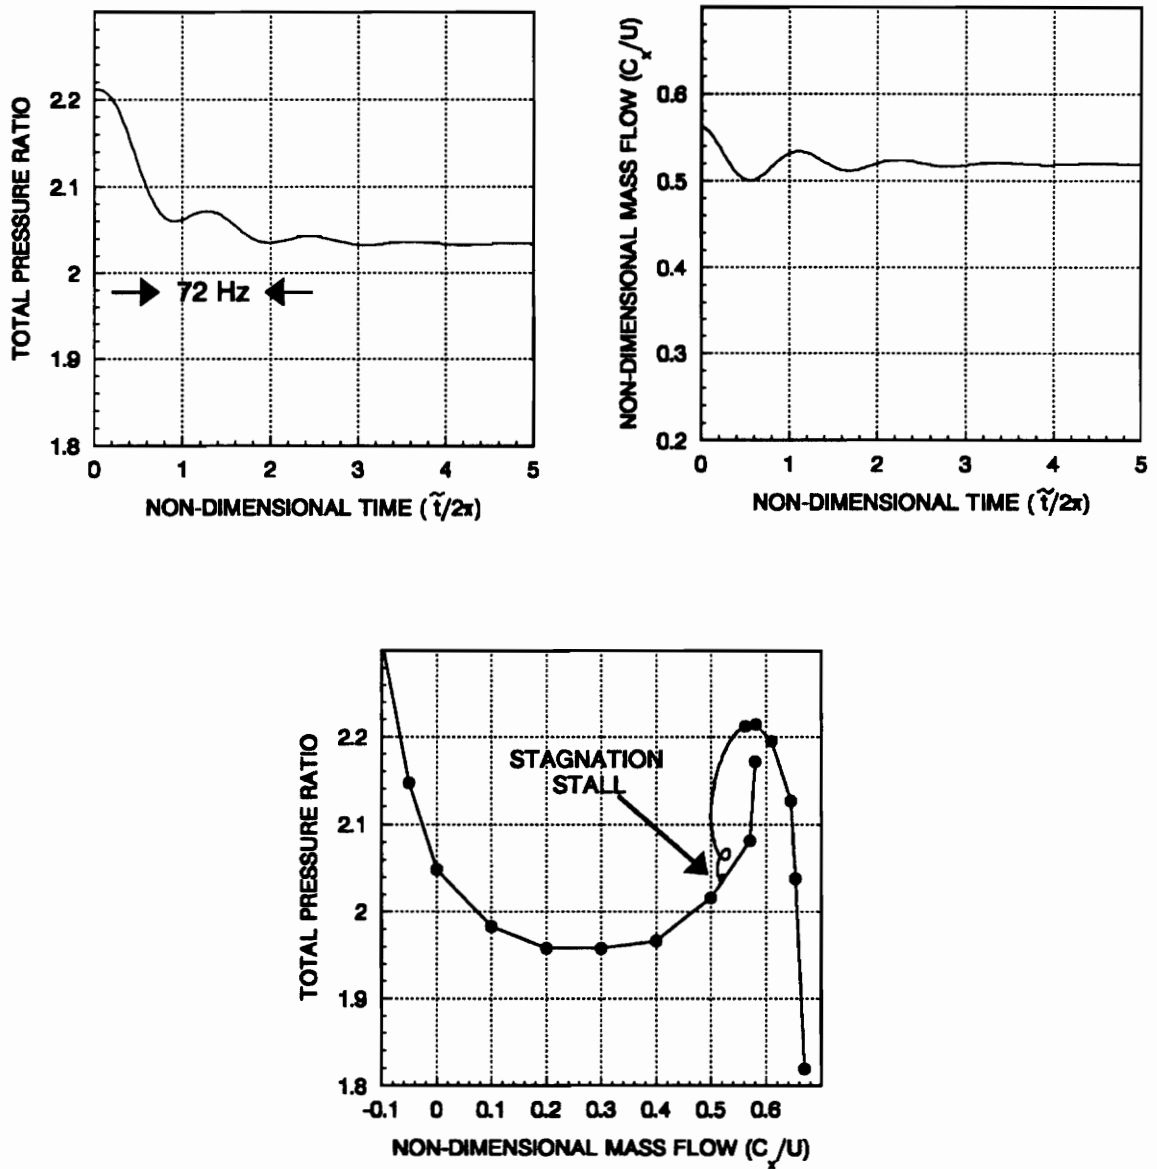 TOTAL PRESSURE RATIO
2.2
2.1
2
1.9
1.8
72 Hz
0 1 2 3 4 5
NON-DIMENSIONAL TIME (t̃/2π)
NON-DIMENSIONAL MASS FLOW (Cx/U)
0.6
0.5
0.4
0.3
0.2
0 1 2 3 4 5
NON-DIMENSIONAL TIME (t̃/2π)
TOTAL PRESSURE RATIO
2.2
2.1
2
1.9
1.8
STAGNATION
STALL
-0.1 0 0.1 0.2 0.3 0.4 0.5 0.6
NON-DIMENSIONAL MASS FLOW (Cx/U)